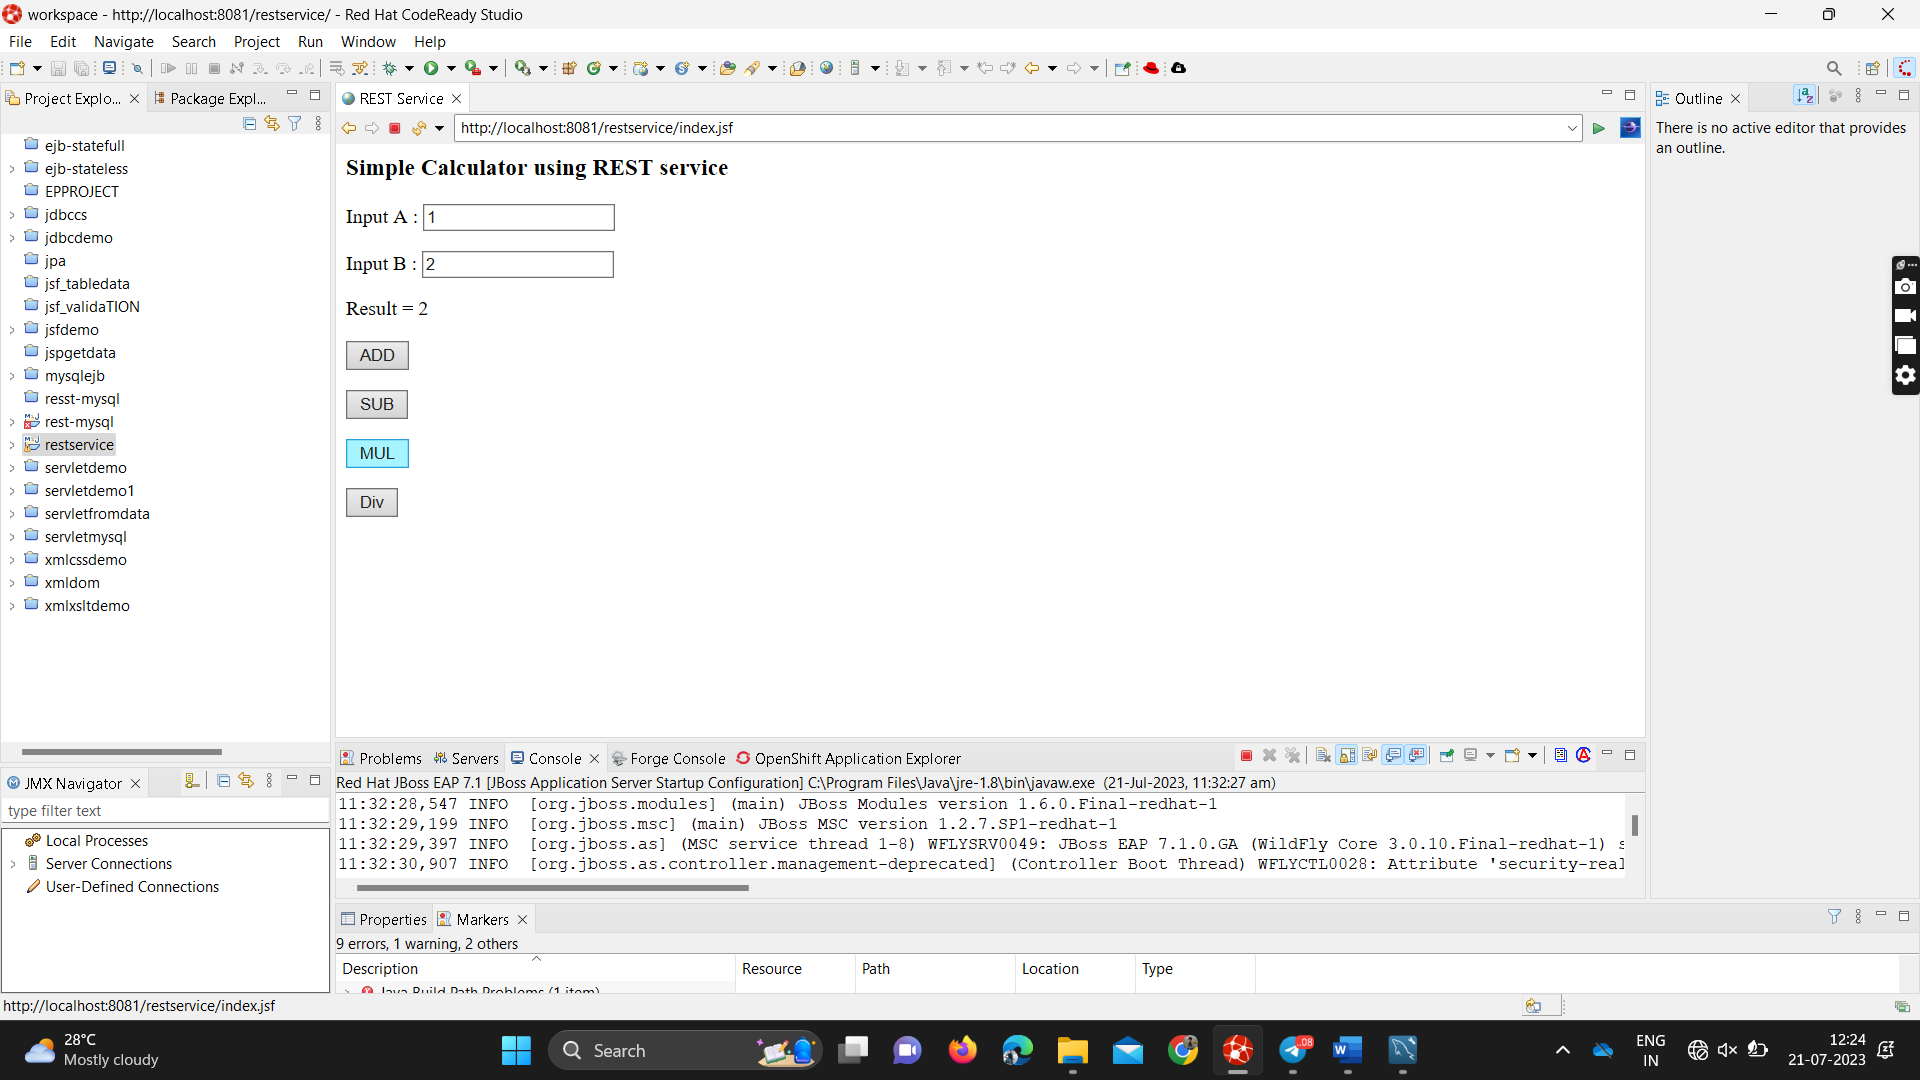 workspace - http://localhost:8081/restservice/ - Red Hat CodeReady Studio
File Edit Navigate Search Project Run Window Help
Project Explo... Package Expl...
ejb-statefull
ejb-stateless
EPPROJECT
jdbccs
jdbcdemo
jpa
jsf_tabledata
jsf_validaTION
jsfdemo
jspgetdata
mysqlejb
resst-mysql
rest-mysql
restservice
servletdemo
servletdemo1
servletfromdata
servletmysql
xmlcssdemo
xmldom
xmlxsltdemo
REST Service
http://localhost:8081/restservice/index.jsf
Simple Calculator using REST service
Input A : 1
Input B : 2
Result = 2
ADD
SUB
MUL
Div
Outline
There is no active editor that provides
an outline.
JMX Navigator
type filter text
Local Processes
Server Connections
User-Defined Connections
Problems Servers Console Forge Console OpenShift Application Explorer
Red Hat JBoss EAP 7.1 [JBoss Application Server Startup Configuration] C:\Program Files\Java\jre-1.8\bin\javaw.exe (21-Jul-2023, 11:32:27 am)
11:32:28,547 INFO [org.jboss.modules] (main) JBoss Modules version 1.6.0.Final-redhat-1
11:32:29,199 INFO [org.jboss.msc] (main) JBoss MSC version 1.2.7.SP1-redhat-1
11:32:29,397 INFO [org.jboss.as] (MSC service thread 1-8) WFLYSRV0049: JBoss EAP 7.1.0.GA (WildFly Core 3.0.10.Final-redhat-1) s
11:32:30,907 INFO [org.jboss.as.controller.management-deprecated] (Controller Boot Thread) WFLYCTL0028: Attribute 'security-real
Properties Markers
9 errors, 1 warning, 2 others
Description Resource Path Location Type
Java Build Path Problems (1 item)
http://localhost:8081/restservice/index.jsf
28°C
Mostly cloudy
Search
.08
ENG
IN
12:24
21-07-2023